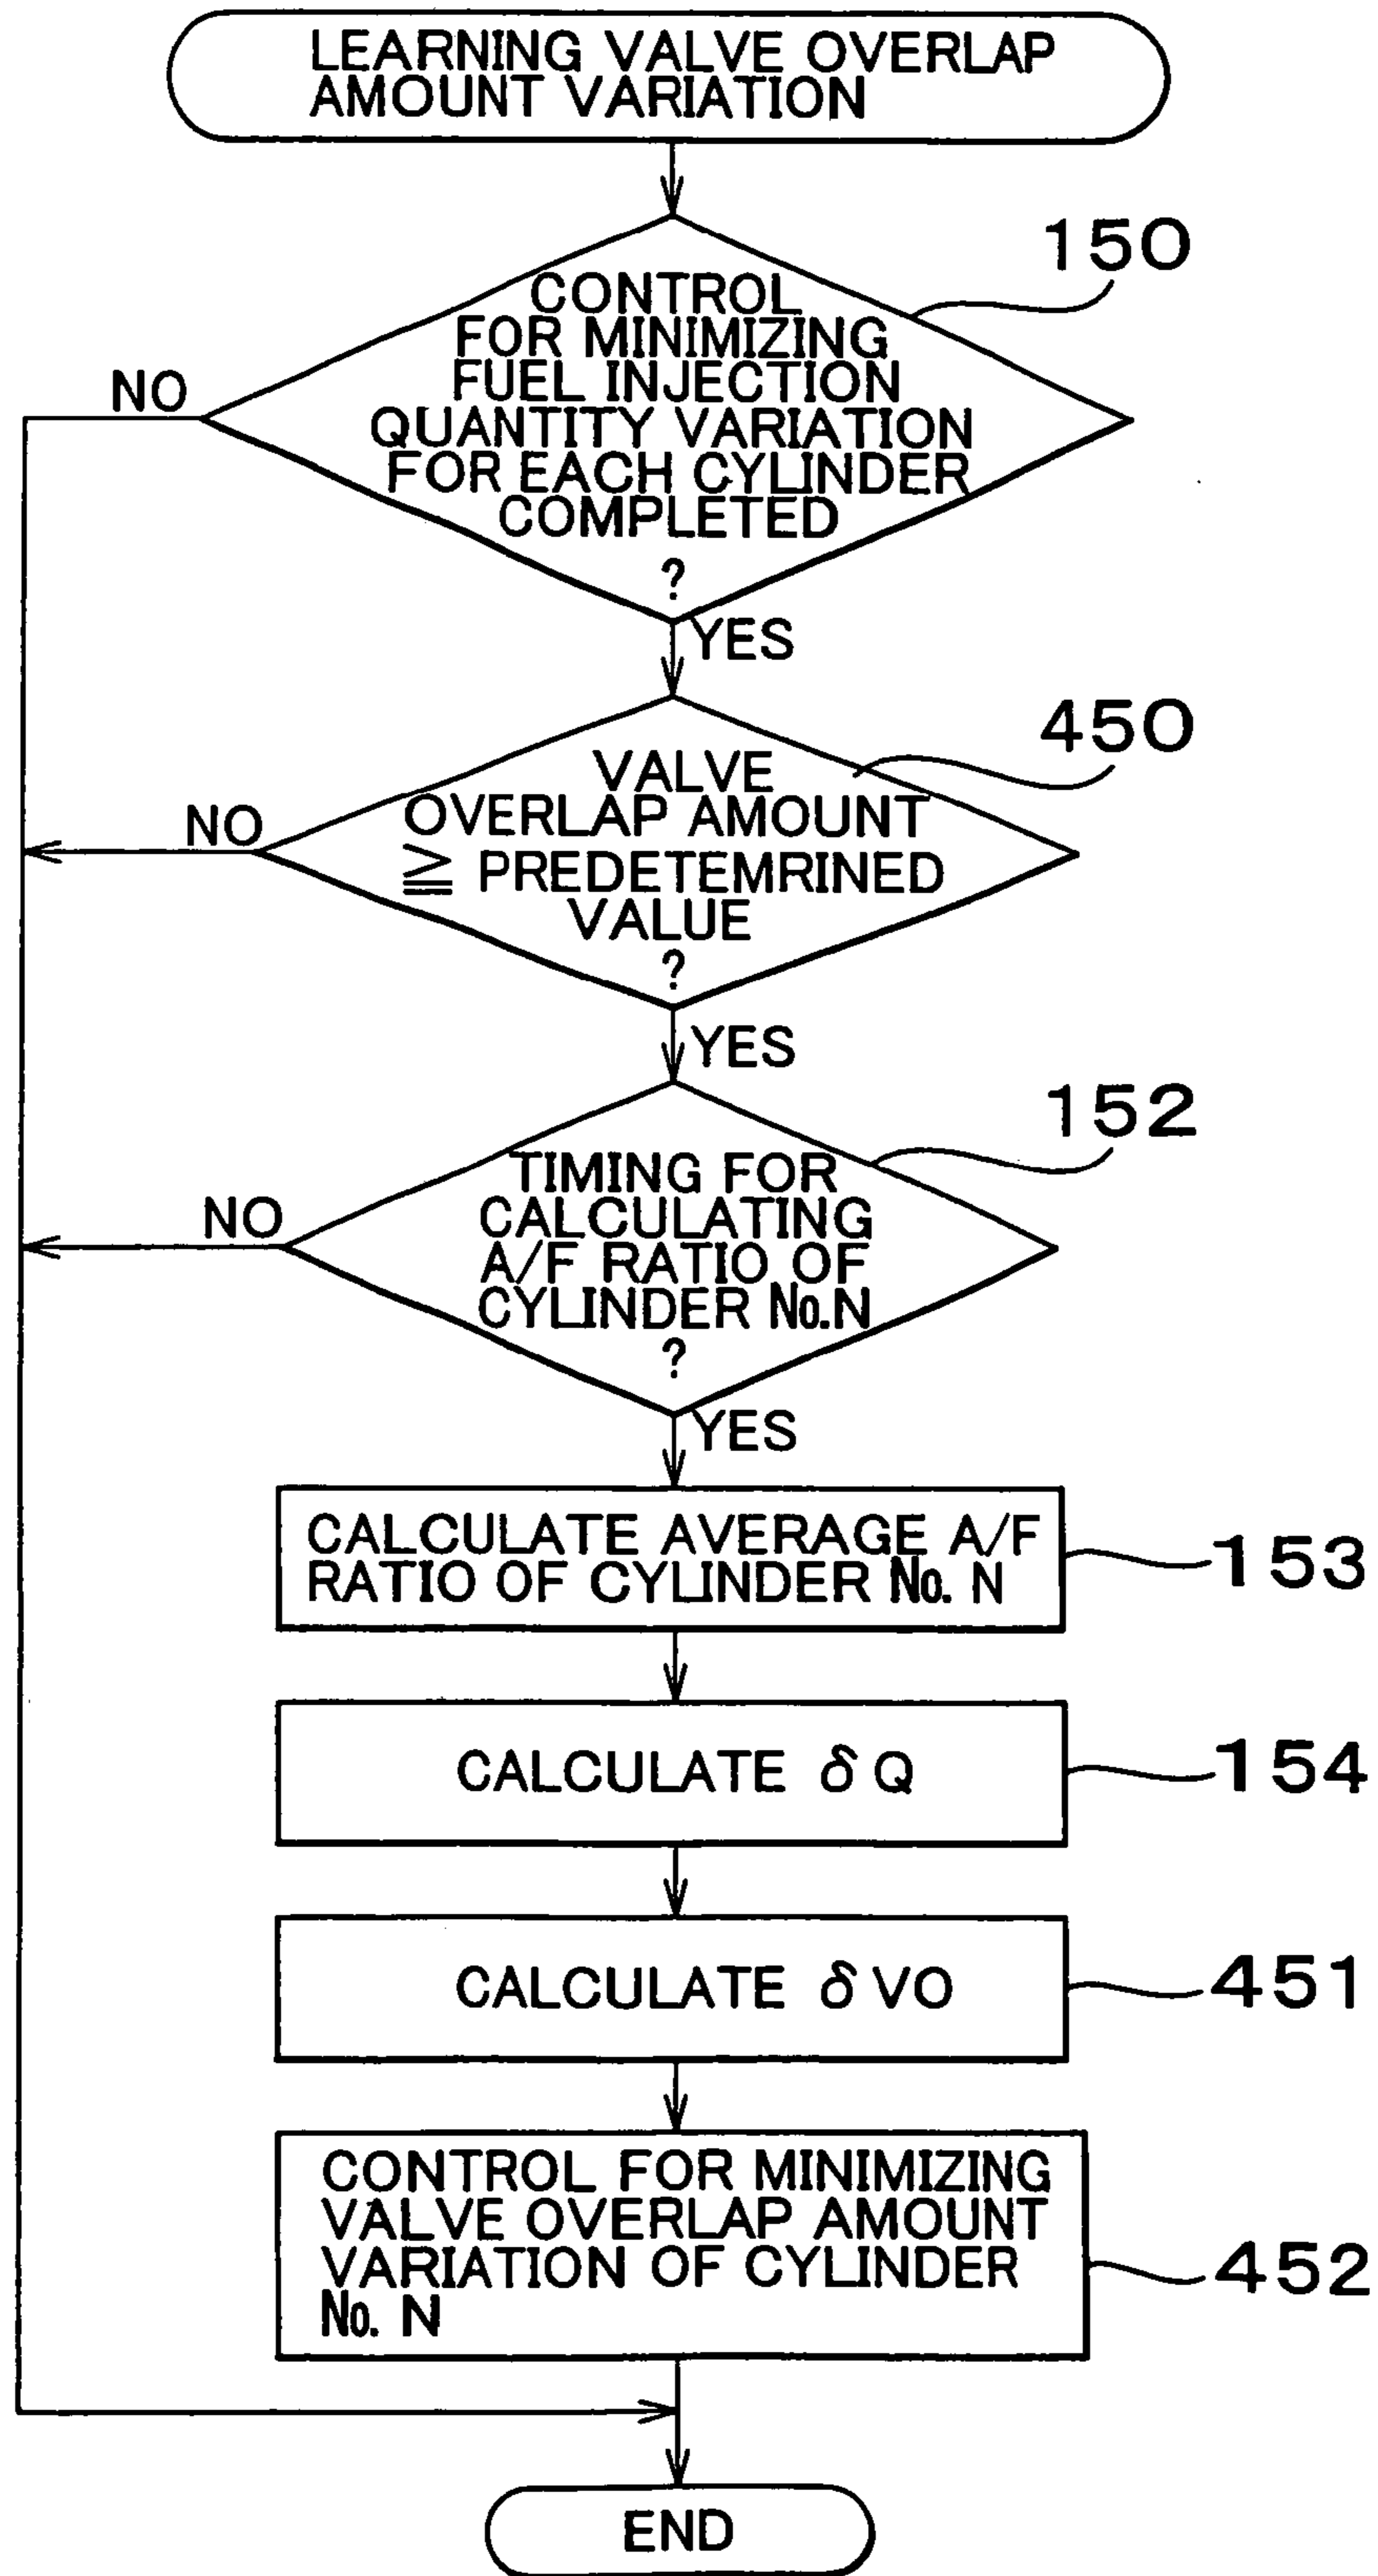 LEARNING VALVE OVERLAP
AMOUNT VARIATION
150
CONTROL
FOR MINIMIZING
FUEL INJECTION
QUANTITY VARIATION
FOR EACH CYLINDER
COMPLETED
?
NO
YES
450
VALVE
OVERLAP AMOUNT
≧ PREDETEMRINED
VALUE
?
NO
YES
152
TIMING FOR
CALCULATING
A/F RATIO OF
CYLINDER No.N
?
NO
YES
CALCULATE AVERAGE A/F
RATIO OF CYLINDER No. N
153
CALCULATE δ Q
154
CALCULATE δ VO
451
CONTROL FOR MINIMIZING
VALVE OVERLAP AMOUNT
VARIATION OF CYLINDER
No. N
452
END